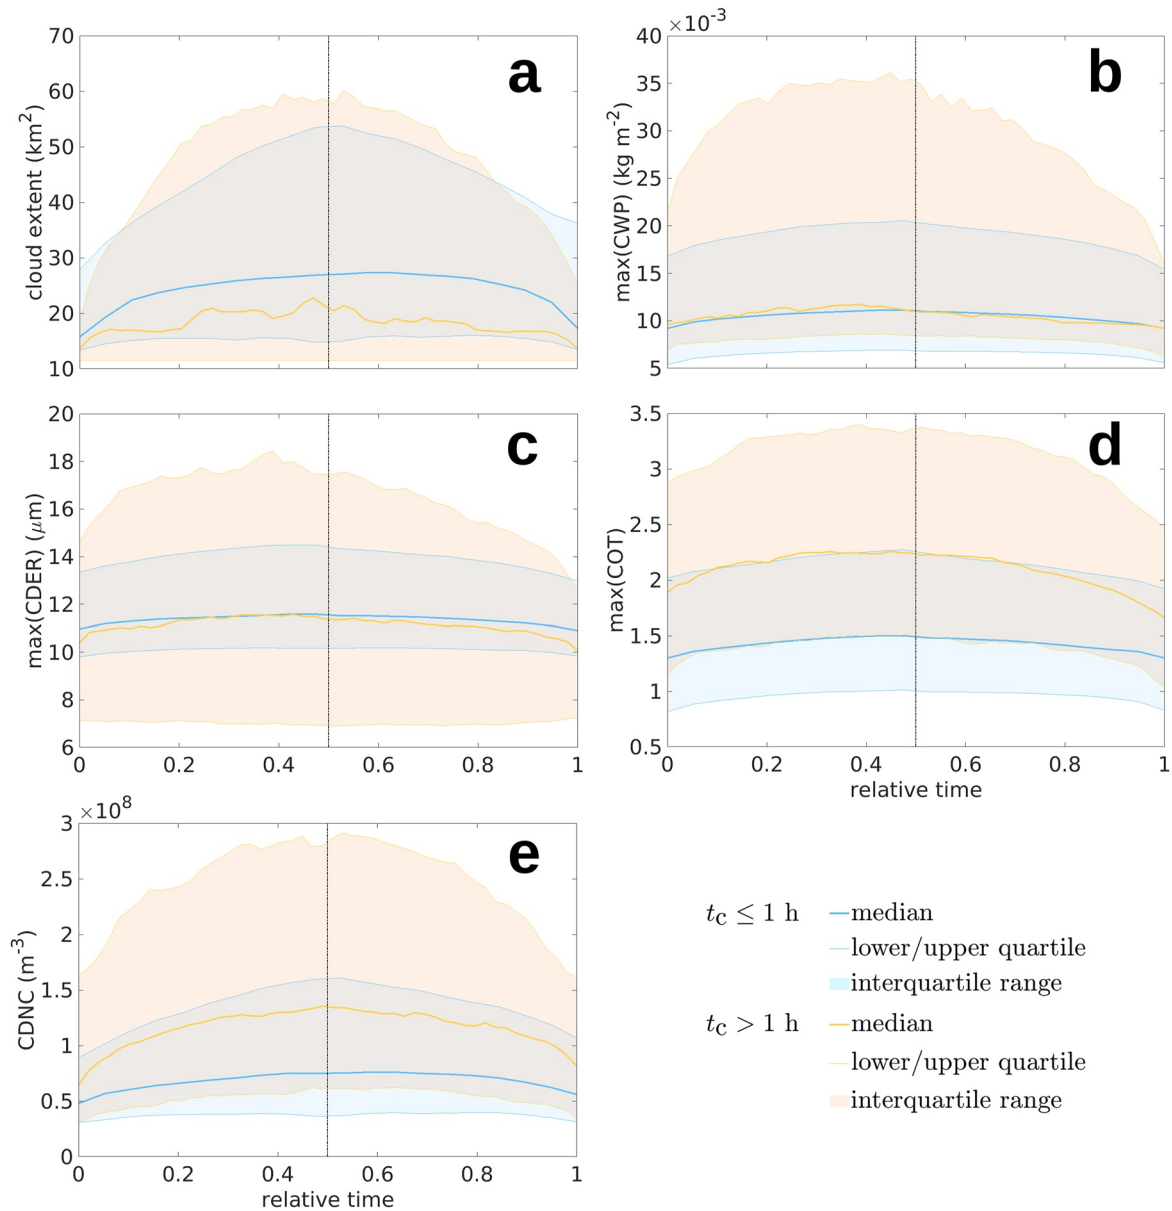 a
70
60
50
40
30
20
10
cloud extent (km²)
b
×10⁻³
40
35
30
25
20
15
10
5
max(CWP) (kg m⁻²)
c
20
18
16
14
12
10
8
6
max(CDER) (μm)
0 0.2 0.4 0.6 0.8 1
d
3.5
3
2.5
2
1.5
1
0.5
max(COT)
0 0.2 0.4 0.6 0.8 1
relative time
e
×10⁸
3
2.5
2
1.5
1
0.5
0
CDNC (m⁻³)
0 0.2 0.4 0.6 0.8 1
relative time
t_c ≤ 1 h median
lower/upper quartile
interquartile range
t_c > 1 h median
lower/upper quartile
interquartile range